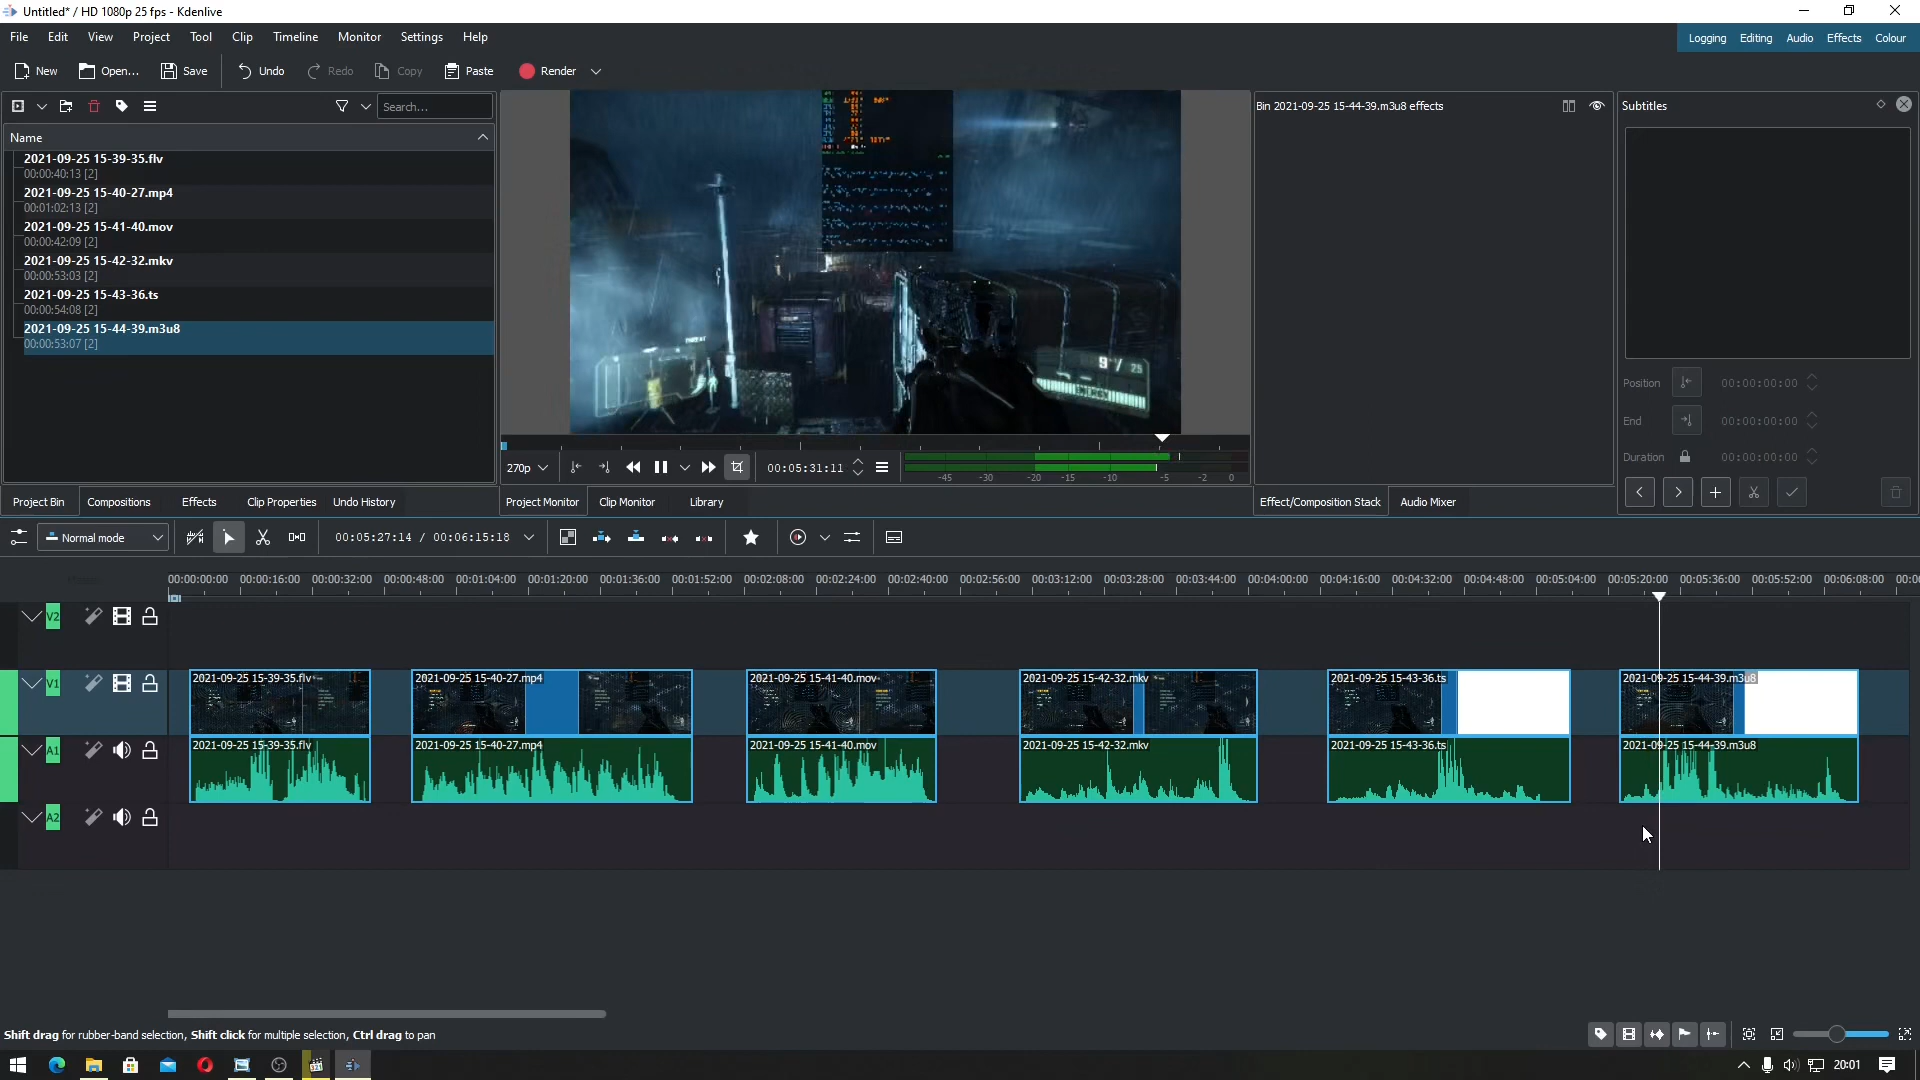 Untitled* / HD 1080p 25 fps - Kdenlive
File Edit View Project Tool Clip Timeline Monitor Settings Help
Logging Editing Audio Effects Colour
New Open... Save Undo Redo Copy Paste Render
Search...
Name
2021-09-25 15-39-35.flv
00:00:40:13 [2]
2021-09-25 15-40-27.mp4
00:01:02:13 [2]
2021-09-25 15-41-40.mov
00:00:42:09 [2]
2021-09-25 15-42-32.mkv
00:00:53:03 [2]
2021-09-25 15-43-36.ts
00:00:54:08 [2]
2021-09-25 15-44-39.m3u8
00:00:53:07 [2]
25
270p
00:05:31:11
-45 -30 -20 -15 -10 -5 -2 0
Bin 2021-09-25 15-44-39.m3u8 effects
Subtitles
Position 00:00:00:00
End 00:00:00:00
Duration 00:00:00:00
Project Bin Compositions Effects Clip Properties Undo History
Project Monitor Clip Monitor Library
Effect/Composition Stack Audio Mixer
Normal mode
00:05:27:14 / 00:06:15:18
00:00:00:00 00:00:16:00 00:00:32:00 00:00:48:00 00:01:04:00 00:01:20:00 00:01:36:00 00:01:52:00 00:02:08:00 00:02:24:00 00:02:40:00 00:02:56:00 00:03:12:00 00:03:28:00 00:03:44:00 00:04:00:00 00:04:16:00 00:04:32:00 00:04:48:00 00:05:04:00 00:05:20:00 00:05:36:00 00:05:52:00 00:06:08:00 00:0
V2
V1
2021-09-25 15-39-35.flv 2021-09-25 15-40-27.mp4 2021-09-25 15-41-40.mov 2021-09-25 15-42-32.mkv 2021-09-25 15-43-36.ts 2021-09-25 15-44-39.m3u8
A1
2021-09-25 15-39-35.flv 2021-09-25 15-40-27.mp4 2021-09-25 15-41-40.mov 2021-09-25 15-42-32.mkv 2021-09-25 15-43-36.ts 2021-09-25 15-44-39.m3u8
A2
Shift drag for rubber-band selection, Shift click for multiple selection, Ctrl drag to pan
20:01